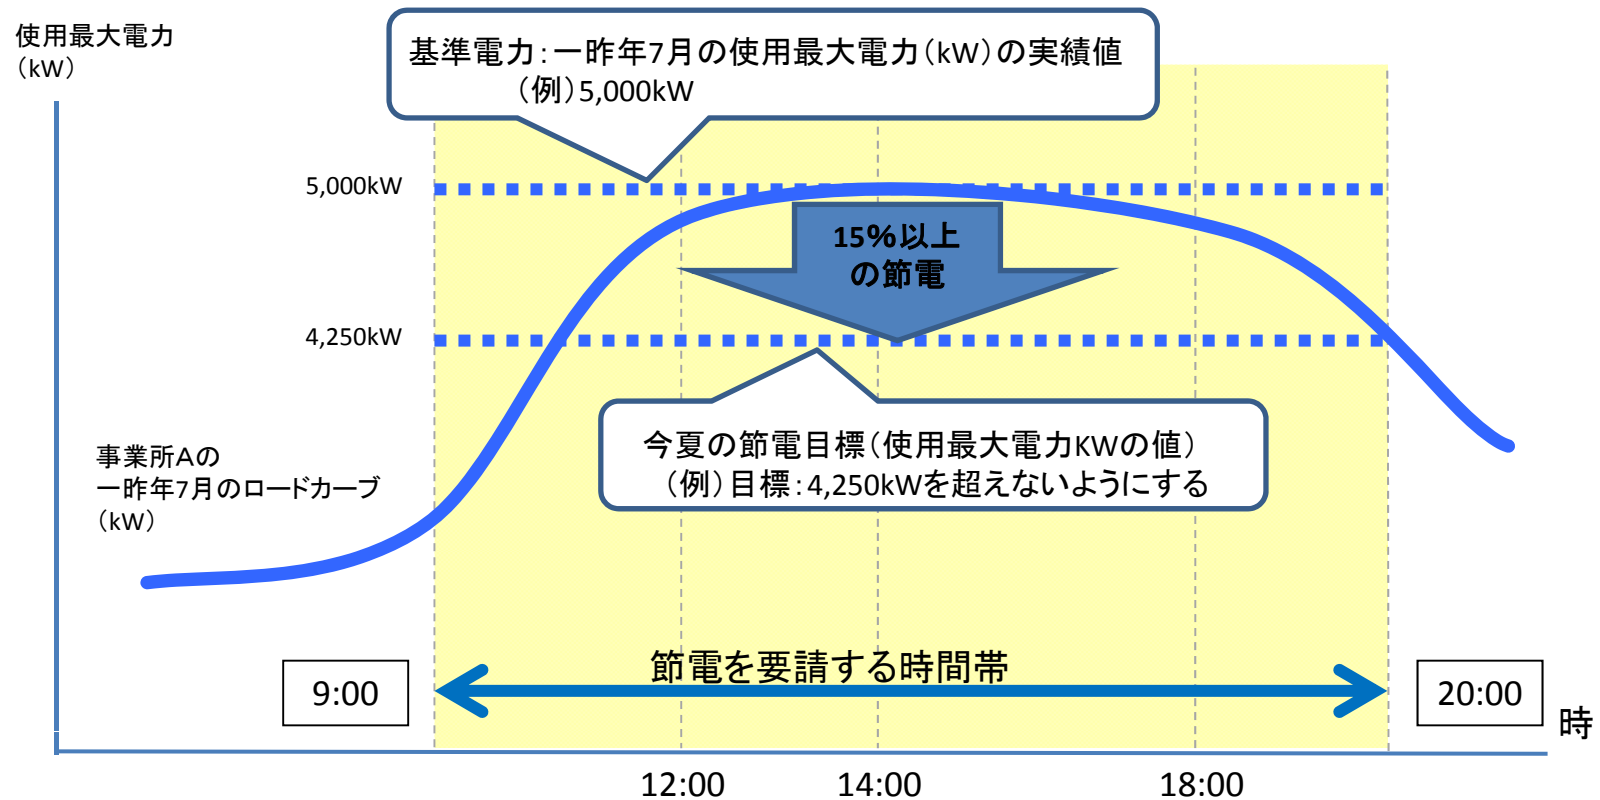 使用最大電力
（kW）
基準電力：一昨年7月の使用最大電力（kW）の実績値
（例）5,000kW
5,000kW
15%以上
の節電
4,250kW
今夏の節電目標（使用最大電力KWの値）
（例）目標：4,250kWを超えないようにする
事業所Aの
一昨年7月のロードカーブ
（kW）
節電を要請する時間帯
9:00
20:00
時
12:00
14:00
18:00